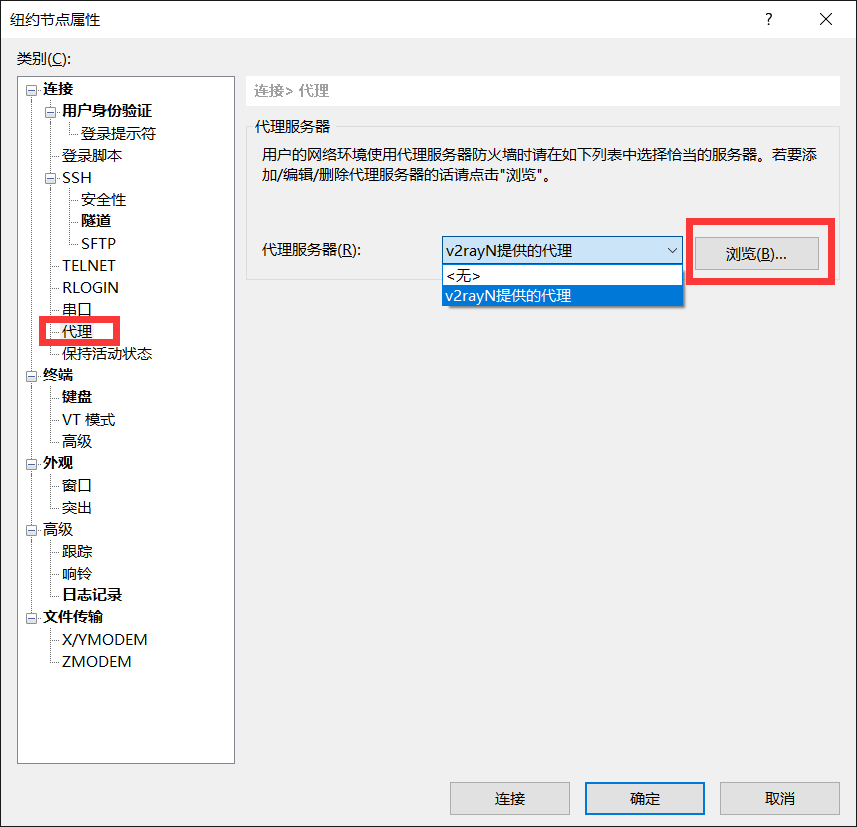 纽约节点属性
?
类别(C):
连接
用户身份验证
登录提示符
登录脚本
SSH
安全性
隧道
SFTP
TELNET
RLOGIN
串口
代理
保持活动状态
终端
键盘
VT 模式
高级
外观
窗口
突出
高级
跟踪
响铃
日志记录
文件传输
X/YMODEM
ZMODEM
连接> 代理
代理服务器
用户的网络环境使用代理服务器防火墙时请在如下列表中选择恰当的服务器。若要添
加/编辑/删除代理服务器的话请点击"浏览"。
代理服务器(R):
v2rayN提供的代理
浏览(B)...
<无>
v2rayN提供的代理
连接
确定
取消